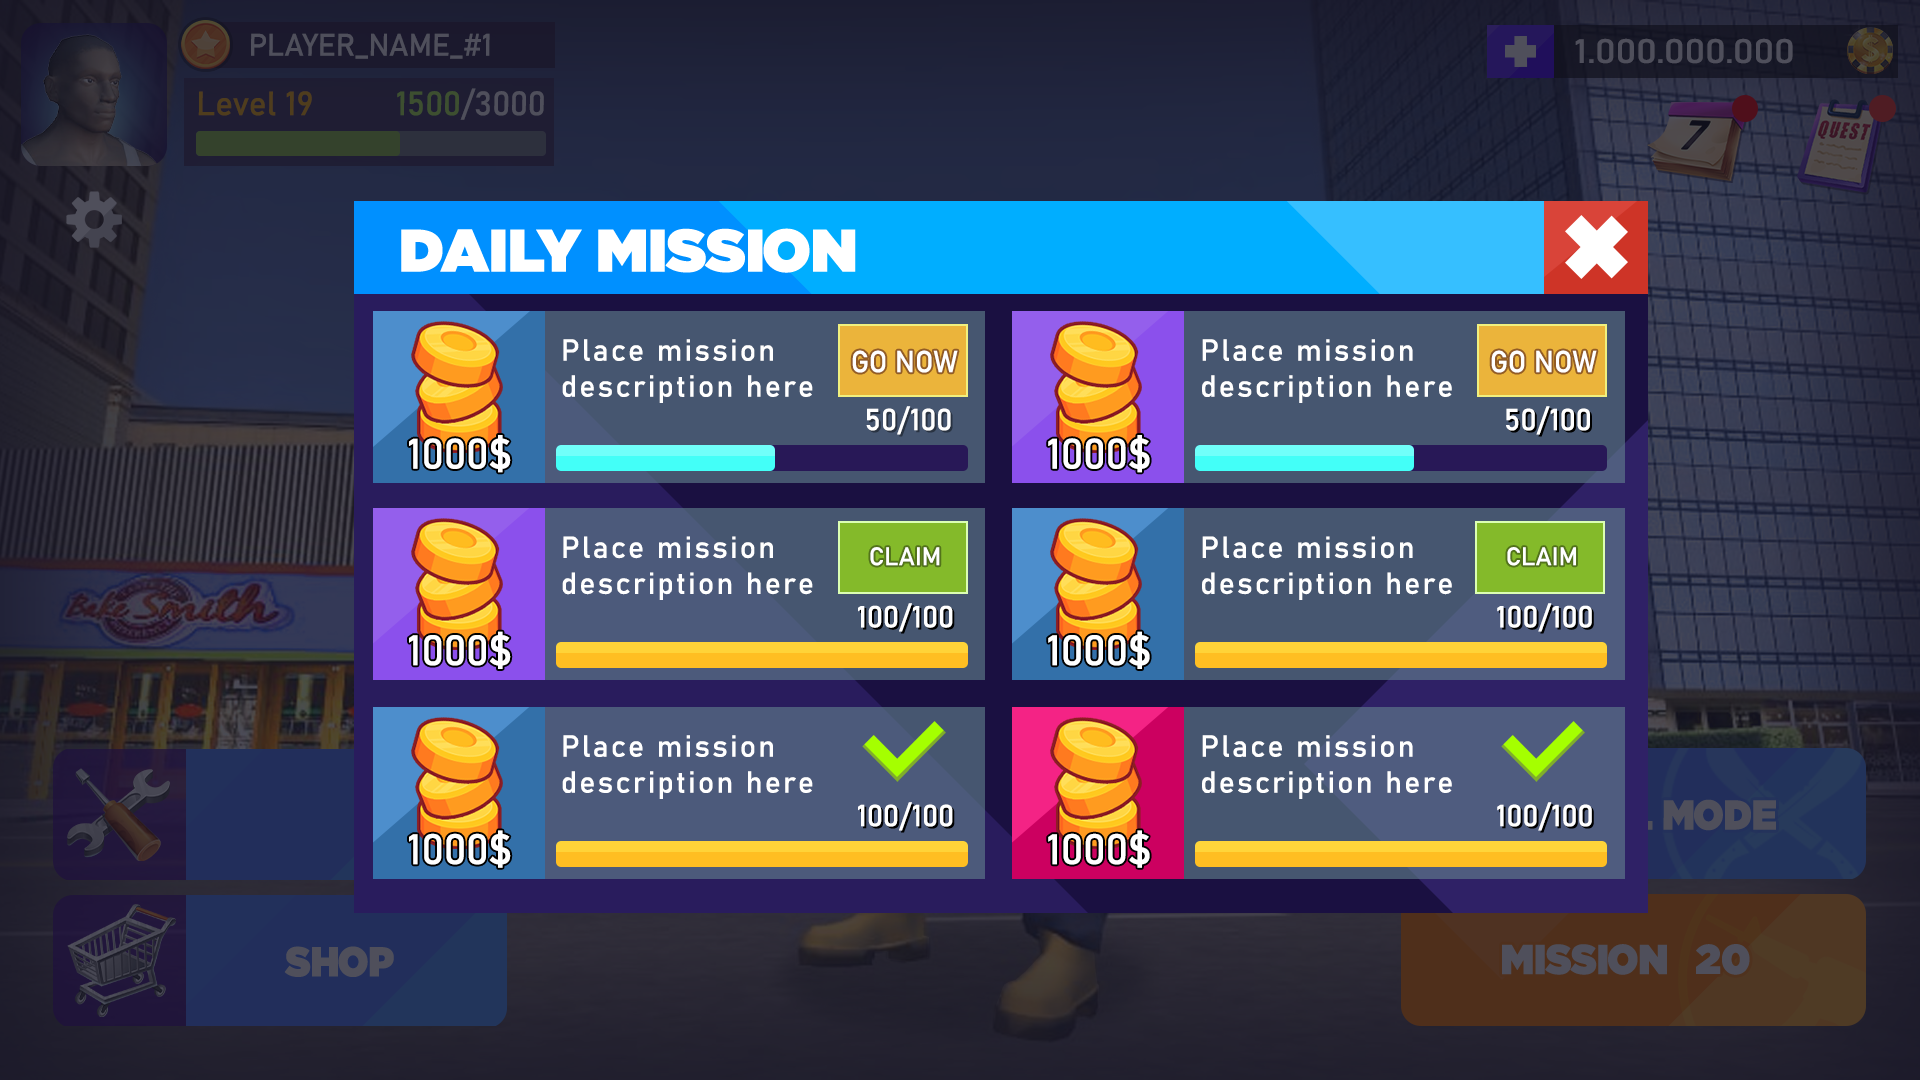 PLAYER_NAME_#1
Level 19 1500/3000
1.000.000.000
7
QUEST
DAILY MISSION
Place mission
description here
GO NOW
50/100
1000$
Place mission
description here
GO NOW
50/100
1000$
Place mission
description here
CLAIM
100/100
1000$
Place mission
description here
CLAIM
100/100
1000$
Place mission
description here
100/100
1000$
Place mission
description here
100/100
1000$
BakeSmith
MODE
SHOP
MISSION 20